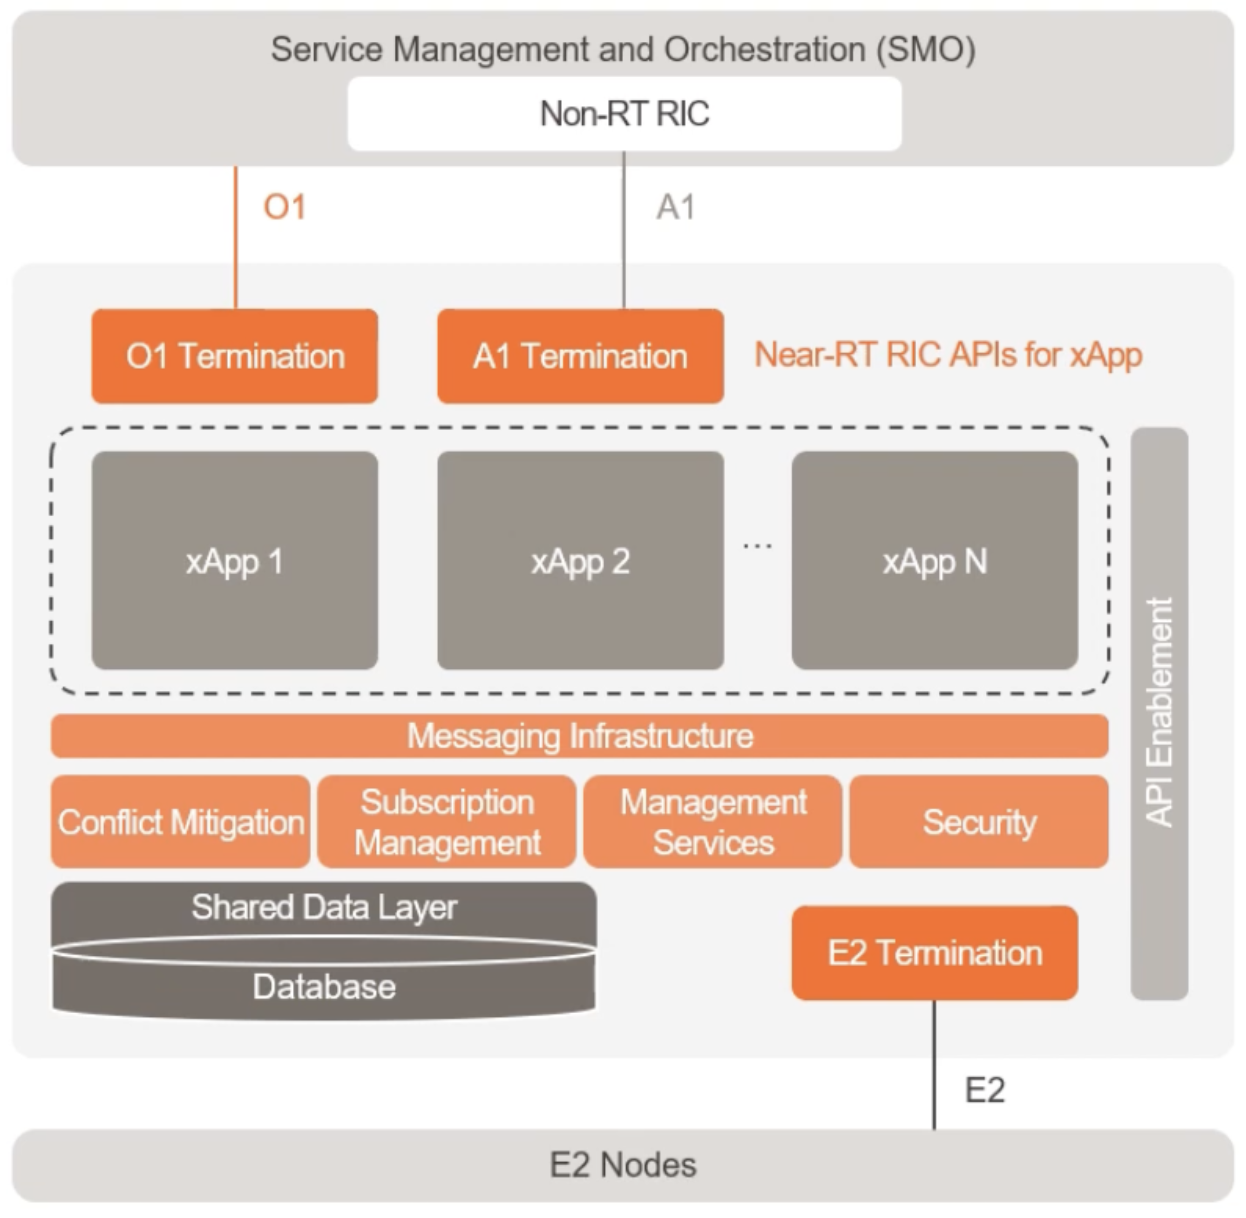 Service Management and Orchestration (SMO)
Non-RT RIC
O1
A1
O1 Termination
A1 Termination
Near-RT RIC APIs for xApp
xApp 1
xApp 2
...
xApp N
API Enablement
Messaging Infrastructure
Conflict Mitigation
Subscription
Management
Management
Services
Security
Shared Data Layer
Database
E2 Termination
E2
E2 Nodes